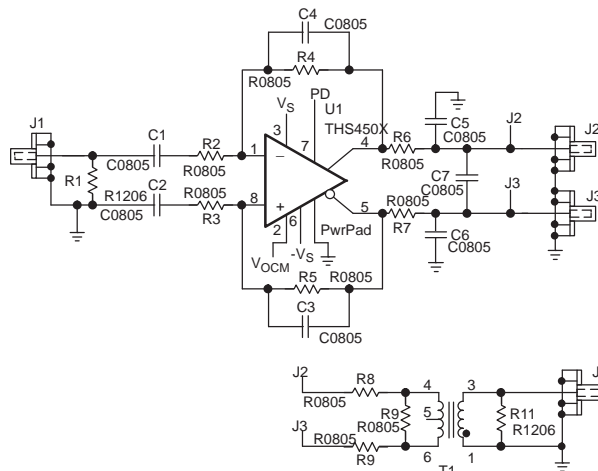 C4
C0805
R4
R0805
PD
U1
VS
3
7
THS450X
J1
C1
R2
1
4
R6
C5
C0805
J2
J2
C0805
R0805
–
R0805
C7
C0805
R1
R1206
C2
R0805
8
+
5
R0805
J3
J3
C0805
R3
2
6
PwrPad
R7
C6
C0805
VOCM
-VS
R5
R0805
R0805
C3
C0805
J2
R8
4
3
R0805
5
R9
R0805
R11
R1206
J3
R0805
R9
6
1